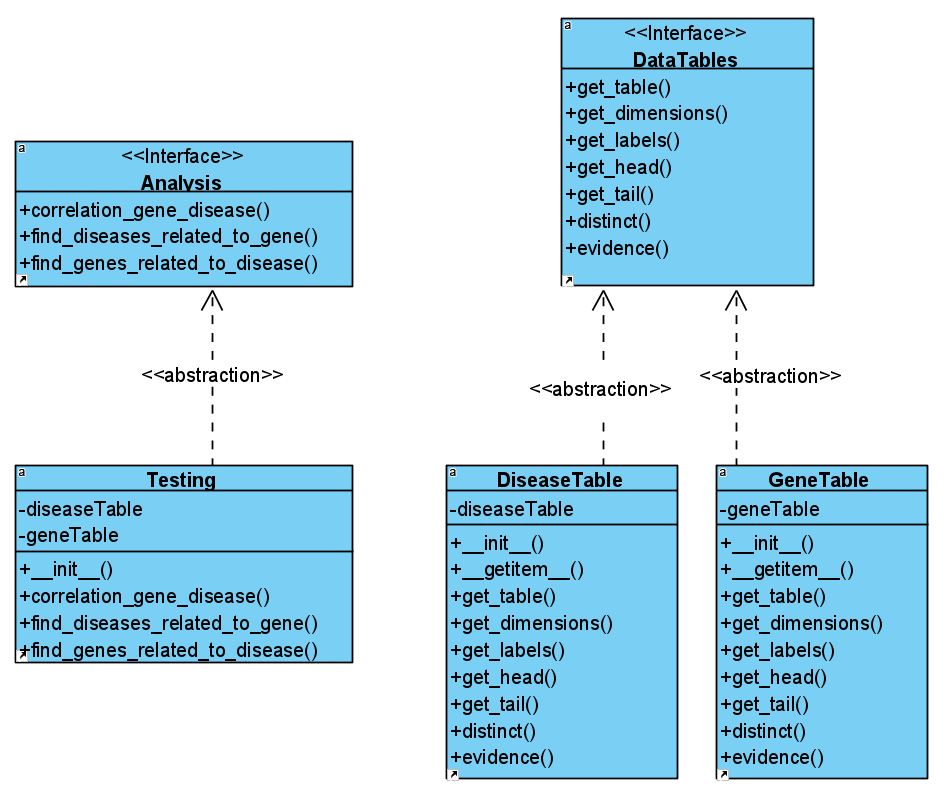 a
<<Interface>>
DataTables
+get_table()
+get_dimensions()
+get_labels()
+get_head()
+get_tail()
+distinct()
+evidence()
a
<<Interface>>
Analysis
+correlation_gene_disease()
+find_diseases_related_to_gene()
+find_genes_related_to_disease()
<<abstraction>>
<<abstraction>>
<<abstraction>>
a
Testing
-diseaseTable
-geneTable
+__init__()
+correlation_gene_disease()
+find_diseases_related_to_gene()
+find_genes_related_to_disease()
a
DiseaseTable
-diseaseTable
+__init__()
+__getitem__()
+get_table()
+get_dimensions()
+get_labels()
+get_head()
+get_tail()
+distinct()
+evidence()
a
GeneTable
-geneTable
+__init__()
+__getitem__()
+get_table()
+get_dimensions()
+get_labels()
+get_head()
+get_tail()
+distinct()
+evidence()